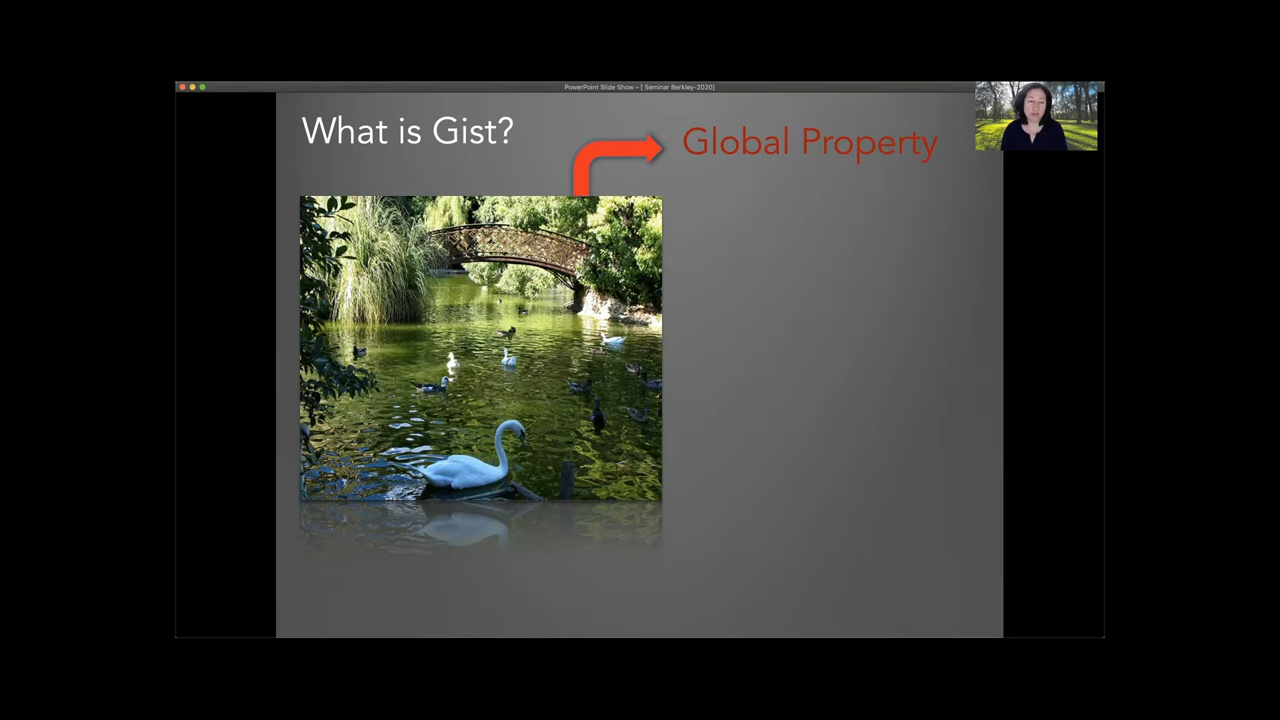 PowerPoint Slide Show - [ Seminar Berkley-2020]
What is Gist?
Global Property